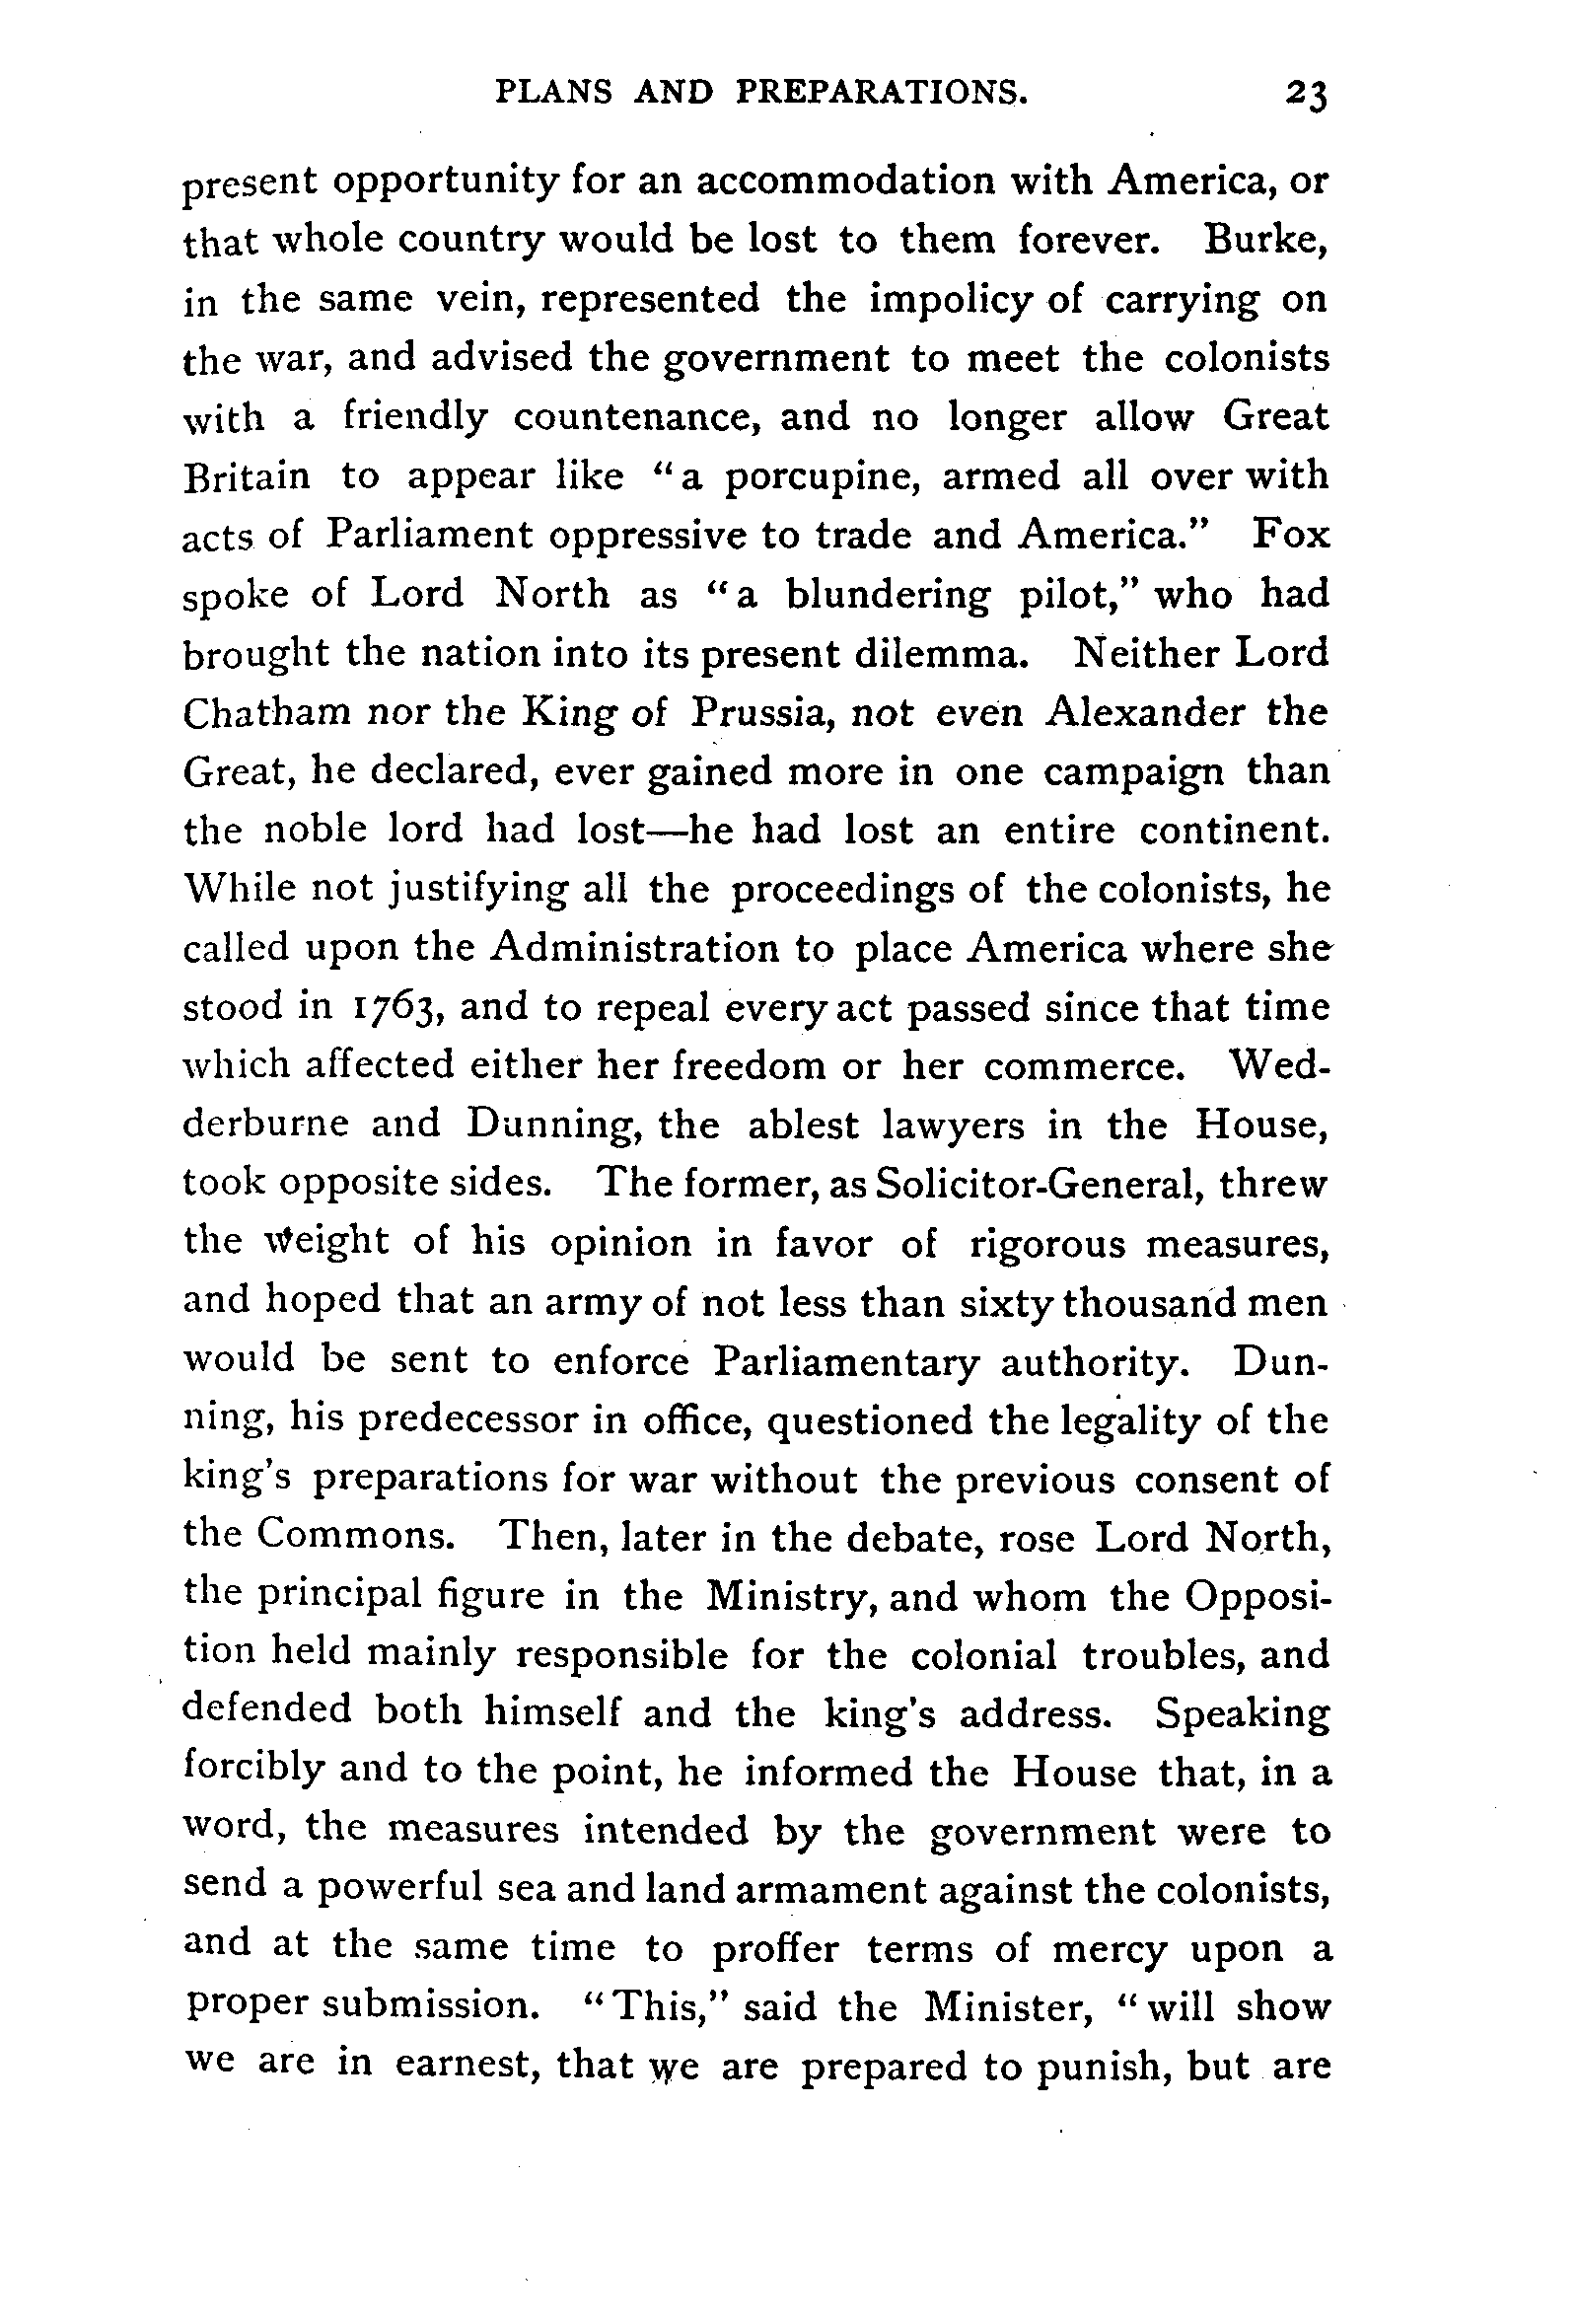 PLANS AND PREPARATIONS. 23
present opportunity for an accommodation with America, or
that whole country would be lost to them forever. Burke,
in the same vein, represented the impolicy of carrying on
the war, and advised the government to meet the colonists
with a friendly countenance, and no longer allow Great
Britain to appear like “a porcupine, armed all over with
acts of Parliament oppressive to trade and America.” Fox
spoke of Lord North as “a blundering pilot,” who had
brought the nation into its present dilemma. Neither Lord
Chatham nor the King of Prussia, not even Alexander the
Great, he declared, ever gained more in one campaign than
the noble lord had lost—he had lost an entire continent.
While not justifying all the proceedings of the colonists, he
called upon the Administration to place America where she
stood in 1763, and to repeal every act passed since that time
which affected either her freedom or her commerce. Wed-
derburne and Dunning, the ablest lawyers in the House,
took opposite sides. The former, as Solicitor-General, threw
the weight of his opinion in favor of rigorous measures,
and hoped that an army of not less than sixty thousand men
would be sent to enforce Parliamentary authority. Dun-
ning, his predecessor in office, questioned the legality of the
king’s preparations for war without the previous consent of
the Commons. Then, later in the debate, rose Lord North,
the principal figure in the Ministry, and whom the Opposi-
tion held mainly responsible for the colonial troubles, and
defended both himself and the king’s address. Speaking
forcibly and to the point, he informed the House that, in a
word, the measures intended by the government were to
send a powerful sea and land armament against the colonists,
and at the same time to proffer terms of mercy upon a
proper submission. “This,” said the Minister, “will show
we are in earnest, that we are prepared to punish, but are